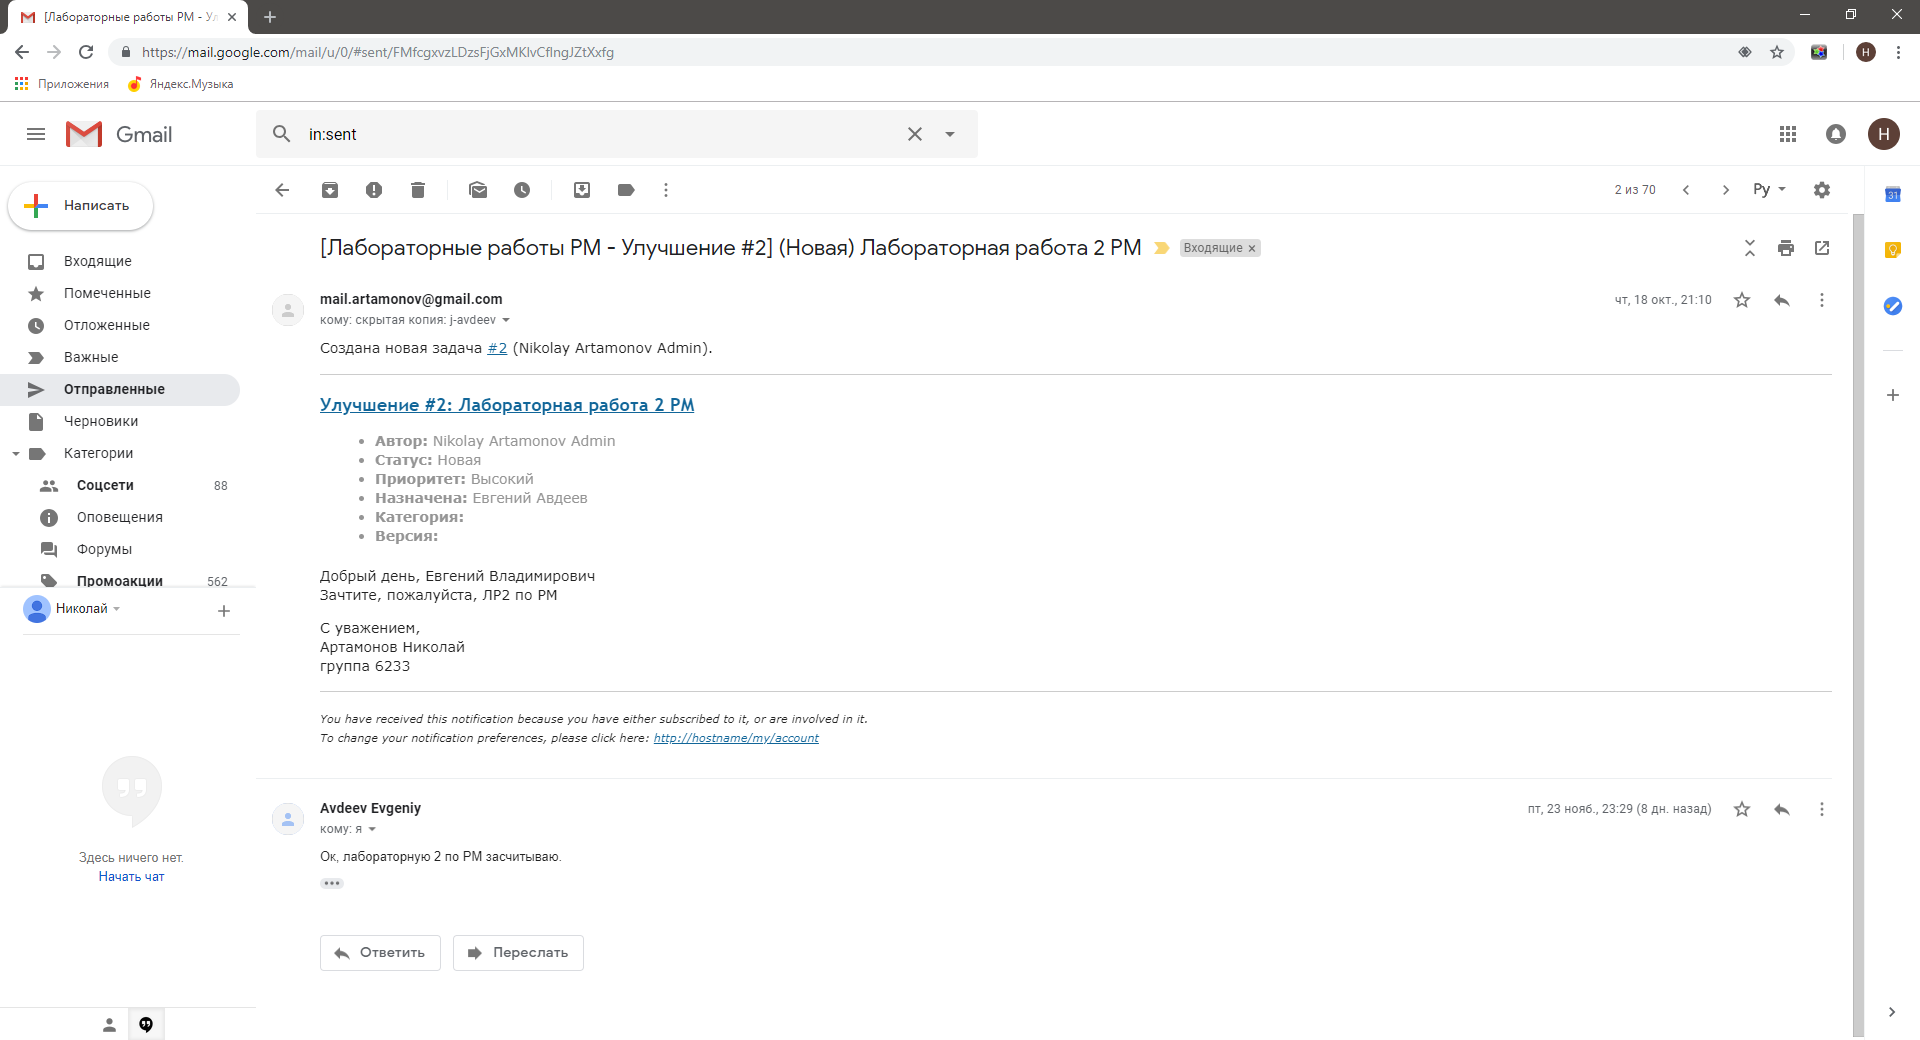 [Лабораторные работы РМ - Ул
https://mail.google.com/mail/u/0/#sent/FMfcgxvzLDzsFjGxMKlvCflngJZtXxfg
Н
Приложения
Яндекс.Музыка
Gmail
in:sent
Н
Написать
2 из 70
Ру
31
[Лабораторные работы РМ - Улучшение #2] (Новая) Лабораторная работа 2 РМ
Входящие ×
Входящие
Помеченные
Отложенные
Важные
Отправленные
Черновики
Категории
Соцсети 88
Оповещения
Форумы
Промоакции 562
Николай
Здесь ничего нет.
Начать чат
mail.artamonov@gmail.com
чт, 18 окт., 21:10
кому: скрытая копия: j-avdeev
Создана новая задача #2 (Nikolay Artamonov Admin).
Улучшение #2: Лабораторная работа 2 РМ
• Автор: Nikolay Artamonov Admin
• Статус: Новая
• Приоритет: Высокий
• Назначена: Евгений Авдеев
• Категория:
• Версия:
Добрый день, Евгений Владимирович
Зачтите, пожалуйста, ЛР2 по РМ
С уважением,
Артамонов Николай
группа 6233
You have received this notification because you have either subscribed to it, or are involved in it.
To change your notification preferences, please click here: http://hostname/my/account
Avdeev Evgeniy
пт, 23 нояб., 23:29 (8 дн. назад)
кому: я
Ок, лабораторную 2 по РМ засчитываю.
Ответить
Переслать